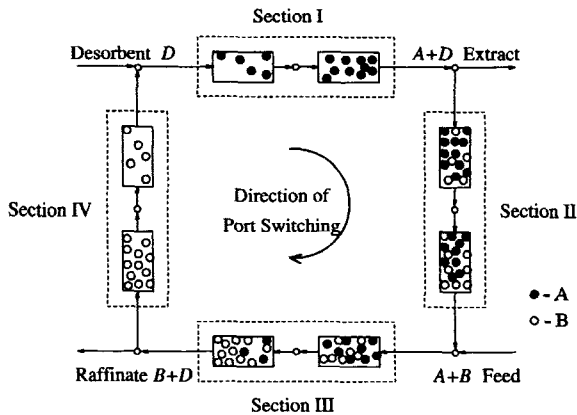 Section I
Desorbent D
A+D Extract
Section IV
Direction of
Port Switching
Section II
- A
- B
Raffinate B+D
A+B Feed
Section III